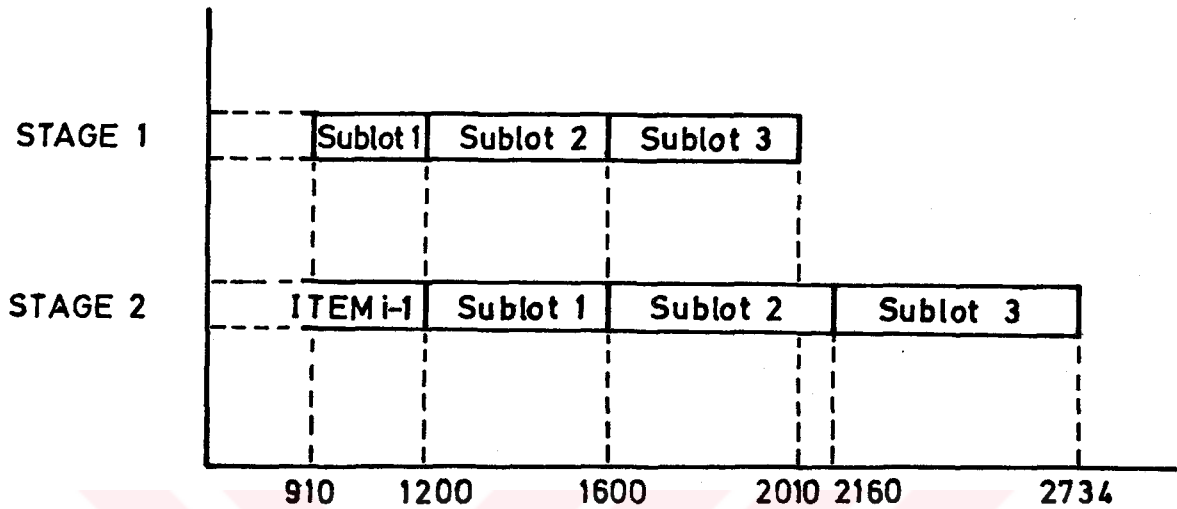 STAGE 1 Sublot 1 Sublot 2 Sublot 3
STAGE 2 ITEM i-1 Sublot 1 Sublot 2 Sublot 3
910 1200 1600 2010 2160 2734